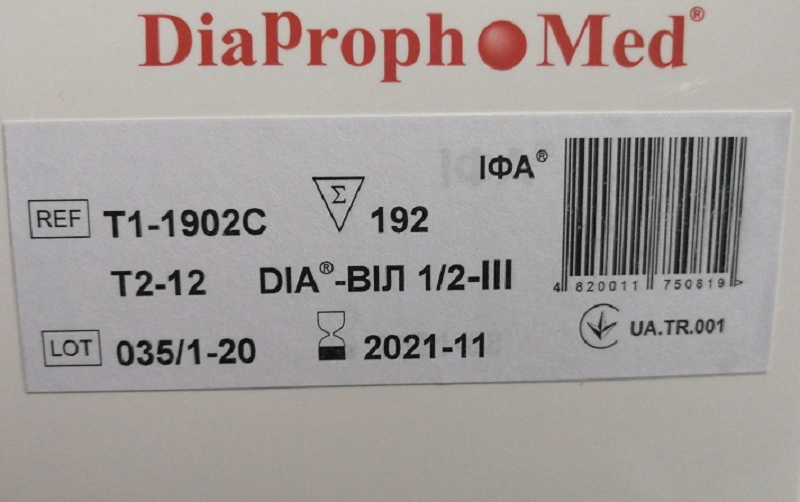 DiaProph Med®
ІФА®
REF T1-1902C Σ 192
T2-12 DIA®-ВІЛ 1/2-III
4 820011 750819 >
LOT 035/1-20 2021-11 UA.TR.001